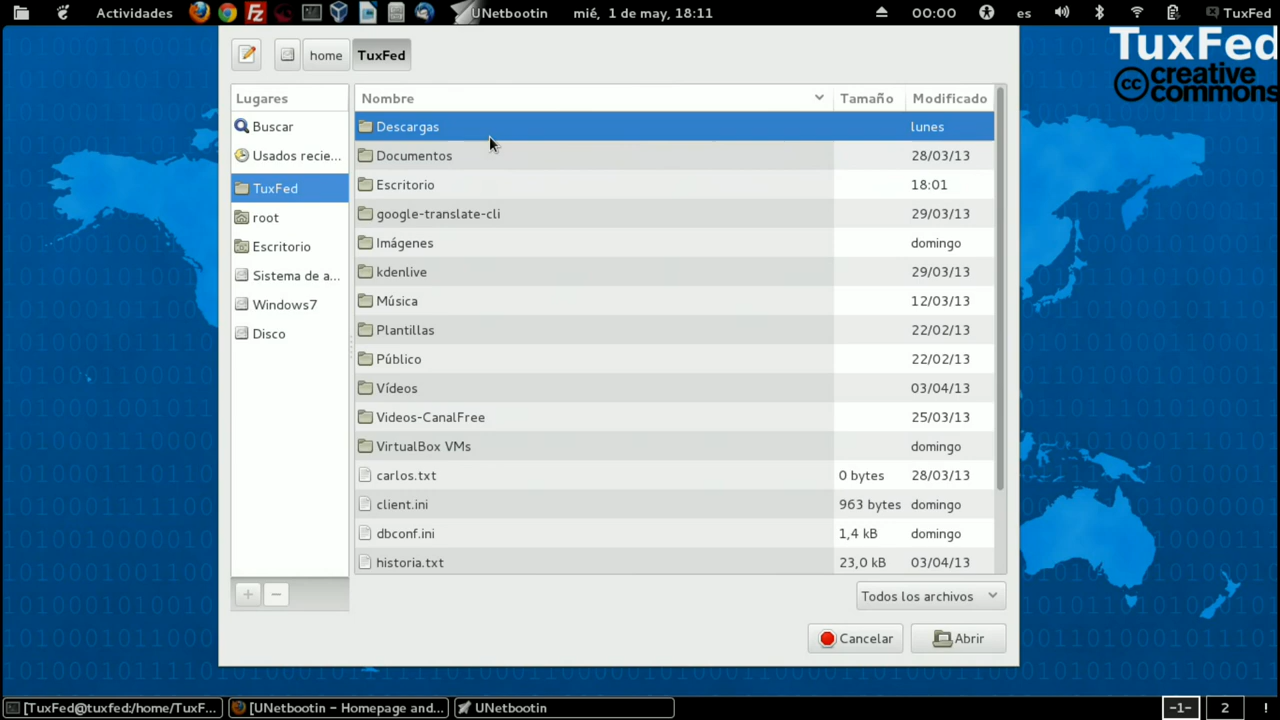 Actividades UNetbootin mié, 1 de may, 18:11 00:00 es TuxFed
TuxFed
cc creative commons
home TuxFed
Lugares
Buscar
Usados recie...
TuxFed
root
Escritorio
Sistema de a...
Windows7
Disco
Nombre Tamaño Modificado
Descargas lunes
Documentos 28/03/13
Escritorio 18:01
google-translate-cli 29/03/13
Imágenes domingo
kdenlive 29/03/13
Música 12/03/13
Plantillas 22/02/13
Público 22/02/13
Vídeos 03/04/13
Videos-CanalFree 25/03/13
VirtualBox VMs domingo
carlos.txt 0 bytes 28/03/13
client.ini 963 bytes domingo
dbconf.ini 1,4 kB domingo
historia.txt 23,0 kB 03/04/13
Todos los archivos
Cancelar Abrir
[TuxFed@tuxfed:/home/TuxF... [UNetbootin – Homepage and... UNetbootin -1- 2 !